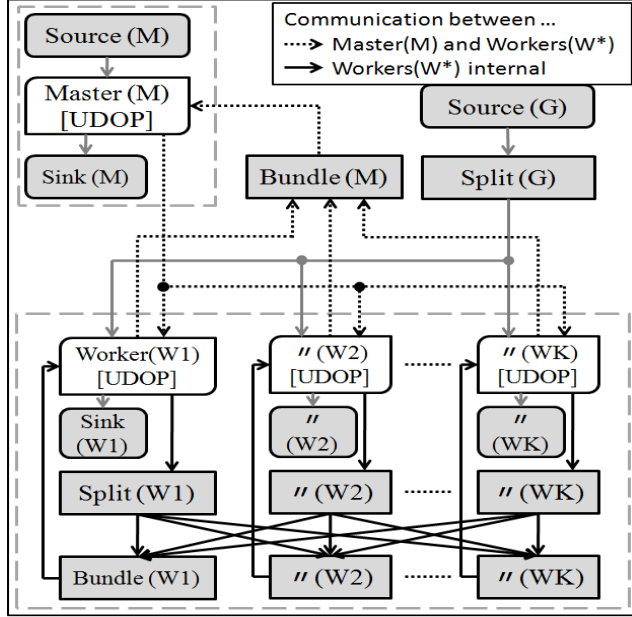 Communication between ...
Master(M) and Workers(W*)
Workers(W*) internal
Source (M)
Master (M)
[UDOP]
Sink (M)
Bundle (M)
Source (G)
Split (G)
Worker(W1)
[UDOP]
〃 (W2)
[UDOP]
〃 (WK)
[UDOP]
Sink
(W1)
〃
(W2)
〃
(WK)
Split (W1)
〃 (W2)
〃 (WK)
Bundle (W1)
〃 (W2)
〃 (WK)